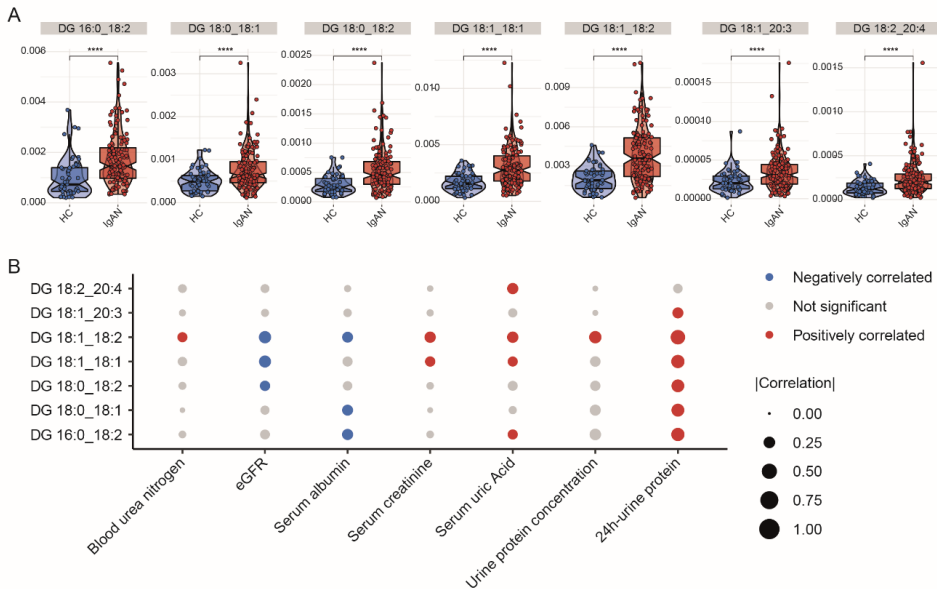 A
DG 16:0_18:2
DG 18:0_18:1
DG 18:0_18:2
DG 18:1_18:1
DG 18:1_18:2
DG 18:1_20:3
DG 18:2_20:4
0.006
0.004
0.002
0.000
****
HC
IgAN
0.003
0.002
0.001
0.000
****
HC
IgAN
0.0025
0.0020
0.0015
0.0010
0.0005
0.0000
****
HC
IgAN
0.010
0.005
0.000
****
HC
IgAN
0.009
0.006
0.003
0.000
****
HC
IgAN
0.00015
0.00010
0.00005
0.00000
****
HC
IgAN
0.0015
0.0010
0.0005
0.0000
****
HC
IgAN
B
DG 18:2_20:4
DG 18:1_20:3
DG 18:1_18:2
DG 18:1_18:1
DG 18:0_18:2
DG 18:0_18:1
DG 16:0_18:2
Blood urea nitrogen
eGFR
Serum albumin
Serum creatinine
Serum uric Acid
Urine protein concentration
24h-urine protein
Negatively correlated
Not significant
Positively correlated
|Correlation|
0.00
0.25
0.50
0.75
1.00